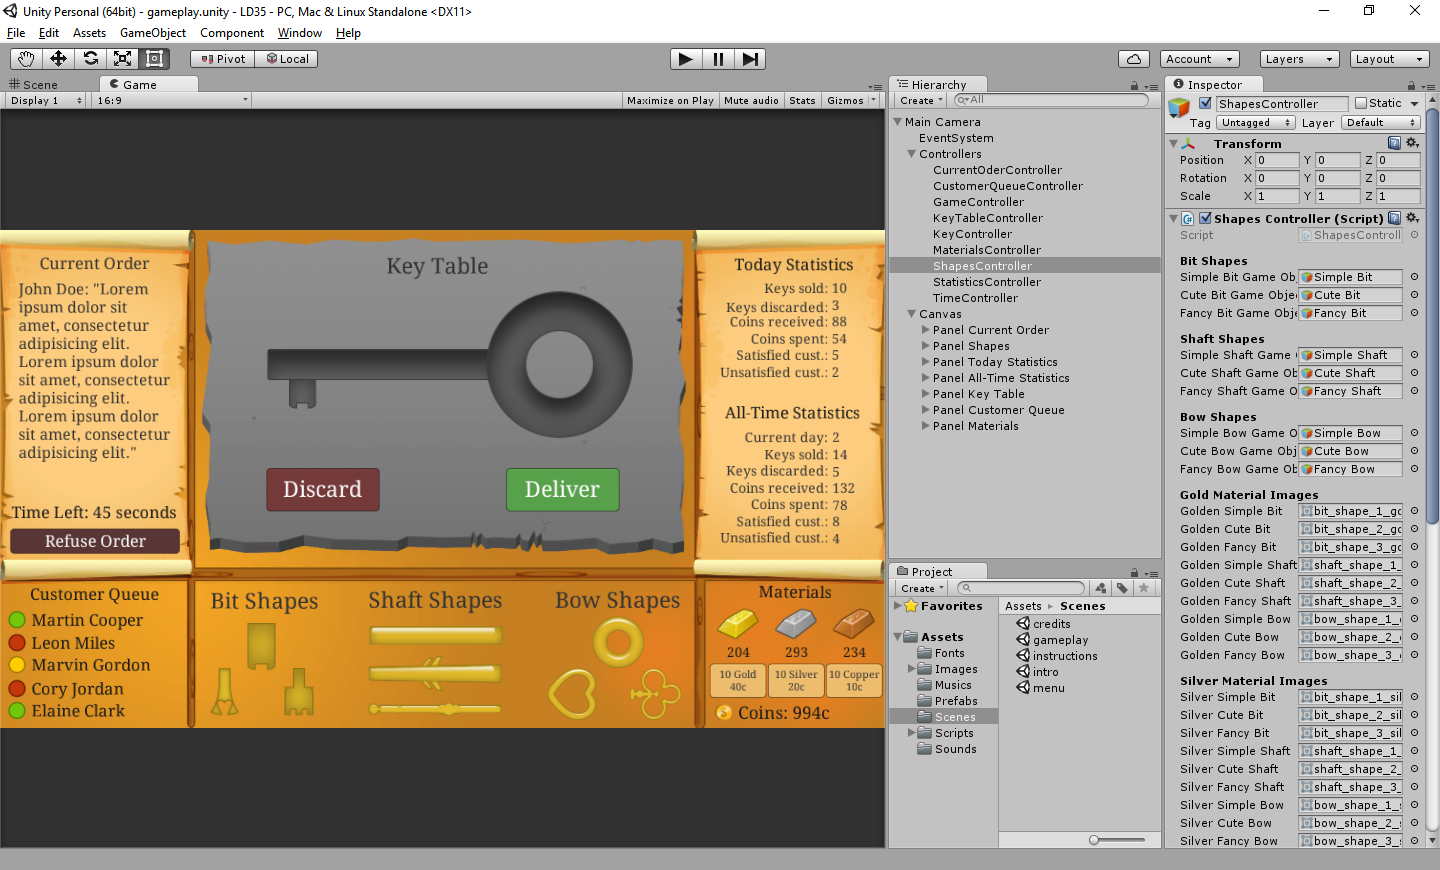 Unity Personal (64bit) - gameplay.unity - LD35 - PC, Mac & Linux Standalone <DX11>
File Edit Assets GameObject Component Window Help
Pivot Local Account Layers Layout
Scene Game
Display 1 16:9 Maximize on Play Mute audio Stats Gizmos
Current Order
John Doe: "Lorem
ipsum dolor sit
amet, consectetur
adipisicing elit.
Lorem ipsum dolor
sit amet, consectetur
adipisicing elit.
Lorem ipsum dolor
sit amet, consectetur
adipisicing elit."
Time Left: 45 seconds
Refuse Order
Key Table
Discard
Deliver
Today Statistics
Keys sold: 10
Keys discarded: 3
Coins received: 88
Coins spent: 54
Satisfied cust.: 5
Unsatisfied cust.: 2
All-Time Statistics
Current day: 2
Keys sold: 14
Keys discarded: 5
Coins received: 132
Coins spent: 78
Satisfied cust.: 8
Unsatisfied cust.: 4
Customer Queue
Martin Cooper
Leon Miles
Marvin Gordon
Cory Jordan
Elaine Clark
Bit Shapes
Shaft Shapes
Bow Shapes
Materials
204 293 234
10 Gold
40c
10 Silver
20c
10 Copper
10c
Coins: 994c
Hierarchy
Create All
Main Camera
EventSystem
Controllers
CurrentOderController
CustomerQueueController
GameController
KeyTableController
KeyController
MaterialsController
ShapesController
StatisticsController
TimeController
Canvas
Panel Current Order
Panel Shapes
Panel Today Statistics
Panel All-Time Statistics
Panel Key Table
Panel Customer Queue
Panel Materials
Project
Create
Favorites
Assets
Fonts
Images
Musics
Prefabs
Scenes
Scripts
Sounds
Assets Scenes
credits
gameplay
instructions
intro
menu
Inspector
ShapesController Static
Tag Untagged Layer Default
Transform
Position X 0 Y 0 Z 0
Rotation X 0 Y 0 Z 0
Scale X 1 Y 1 Z 1
Shapes Controller (Script)
Script ShapesControll
Bit Shapes
Simple Bit Game Ob Simple Bit
Cute Bit Game Obje Cute Bit
Fancy Bit Game Obj Fancy Bit
Shaft Shapes
Simple Shaft Game Simple Shaft
Cute Shaft Game Ob Cute Shaft
Fancy Shaft Game O Fancy Shaft
Bow Shapes
Simple Bow Game O Simple Bow
Cute Bow Game Obj Cute Bow
Fancy Bow Game Ob Fancy Bow
Gold Material Images
Golden Simple Bit bit_shape_1_go
Golden Cute Bit bit_shape_2_go
Golden Fancy Bit bit_shape_3_go
Golden Simple Shaft shaft_shape_1_
Golden Cute Shaft shaft_shape_2_
Golden Fancy Shaft shaft_shape_3_
Golden Simple Bow bow_shape_1_
Golden Cute Bow bow_shape_2_
Golden Fancy Bow bow_shape_3_
Silver Material Images
Silver Simple Bit bit_shape_1_sil
Silver Cute Bit bit_shape_2_sil
Silver Fancy Bit bit_shape_3_sil
Silver Simple Shaft shaft_shape_1_
Silver Cute Shaft shaft_shape_2_
Silver Fancy Shaft shaft_shape_3_
Silver Simple Bow bow_shape_1_
Silver Cute Bow bow_shape_2_
Silver Fancy Bow bow_shape_3_